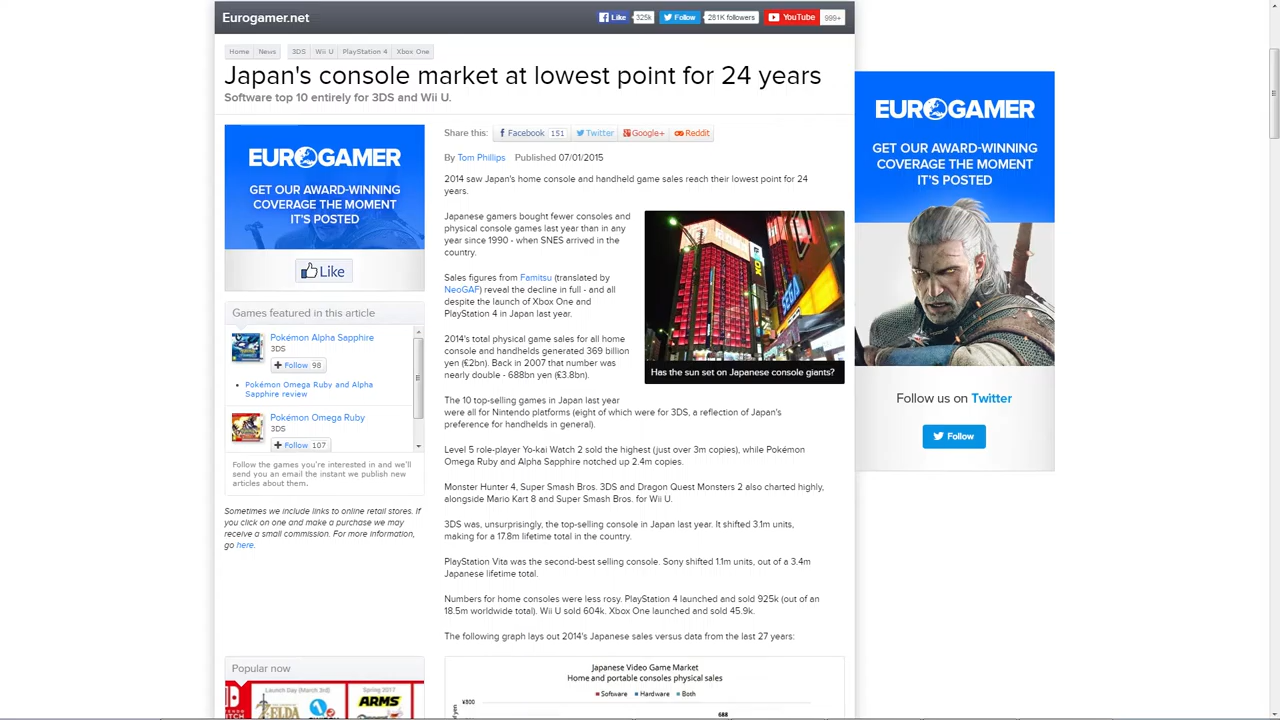 Eurogamer.net
Like 325k Follow 281K followers YouTube 999+
Home News 3DS Wii U PlayStation 4 Xbox One
Japan's console market at lowest point for 24 years
Software top 10 entirely for 3DS and Wii U.
EUROGAMER
GET OUR AWARD-WINNING
COVERAGE THE MOMENT
IT'S POSTED
Like
Games featured in this article
Pokémon Alpha Sapphire
3DS
Follow 98
Pokémon Omega Ruby and Alpha
Sapphire review
Pokémon Omega Ruby
3DS
Follow 107
Follow the games you're interested in and we'll
send you an email the instant we publish new
articles about them.
Sometimes we include links to online retail stores. If
you click on one and make a purchase we may
receive a small commission. For more information,
go here.
Popular now
Launch Day (March 3rd)
ZELDA
Spring 2017
ARMS
SWITCH
Share this: Facebook 151 Twitter Google+ Reddit
By Tom Phillips Published 07/01/2015
2014 saw Japan's home console and handheld game sales reach their lowest point for 24
years.
Japanese gamers bought fewer consoles and
physical console games last year than in any
year since 1990 - when SNES arrived in the
country.
Sales figures from Famitsu (translated by
NeoGAF) reveal the decline in full - and all
despite the launch of Xbox One and
PlayStation 4 in Japan last year.
2014's total physical game sales for all home
console and handhelds generated 369 billion
yen (£2bn). Back in 2007 that number was
nearly double - 688bn yen (£3.8bn).
SEGA
Has the sun set on Japanese console giants?
The 10 top-selling games in Japan last year
were all for Nintendo platforms (eight of which were for 3DS, a reflection of Japan's
preference for handhelds in general).
Level 5 role-player Yo-kai Watch 2 sold the highest (just over 3m copies), while Pokémon
Omega Ruby and Alpha Sapphire notched up 2.4m copies.
Monster Hunter 4, Super Smash Bros. 3DS and Dragon Quest Monsters 2 also charted highly,
alongside Mario Kart 8 and Super Smash Bros. for Wii U.
3DS was, unsurprisingly, the top-selling console in Japan last year. It shifted 3.1m units,
making for a 17.8m lifetime total in the country.
PlayStation Vita was the second-best selling console. Sony shifted 1.1m units, out of a 3.4m
Japanese lifetime total.
Numbers for home consoles were less rosy. PlayStation 4 launched and sold 925k (out of an
18.5m worldwide total). Wii U sold 604k. Xbox One launched and sold 45.9k.
The following graph lays out 2014's Japanese sales versus data from the last 27 years:
Japanese Video Game Market
Home and portable consoles physical sales
Software Hardware Both
¥800
688
EUROGAMER
GET OUR AWARD-WINNING
COVERAGE THE MOMENT
IT'S POSTED
Follow us on Twitter
Follow